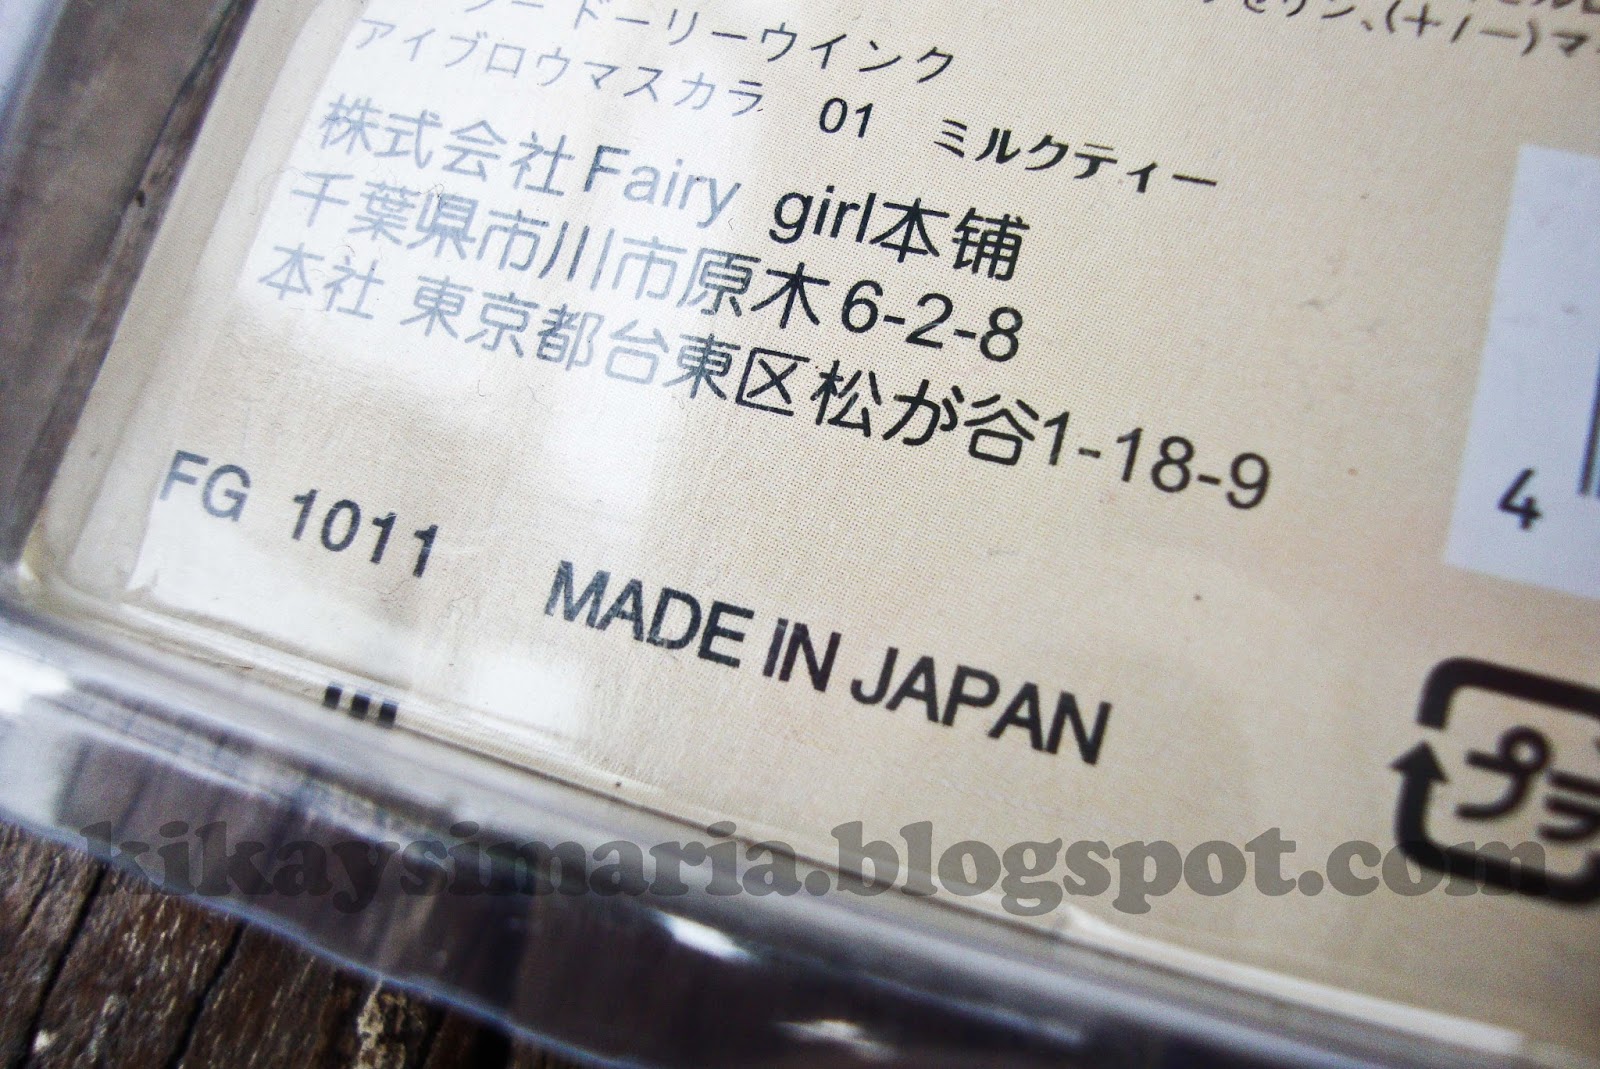 ドーリーウインク
アイブロウマスカラ 01 ミルクティー
株式会社Fairy girl本舗
千葉県市川市原木6-2-8
本社 東京都台東区松が谷1-18-9
FG 1011 MADE IN JAPAN
(+/-)マ
4
プラ
kikaysimaria.blogspot.com